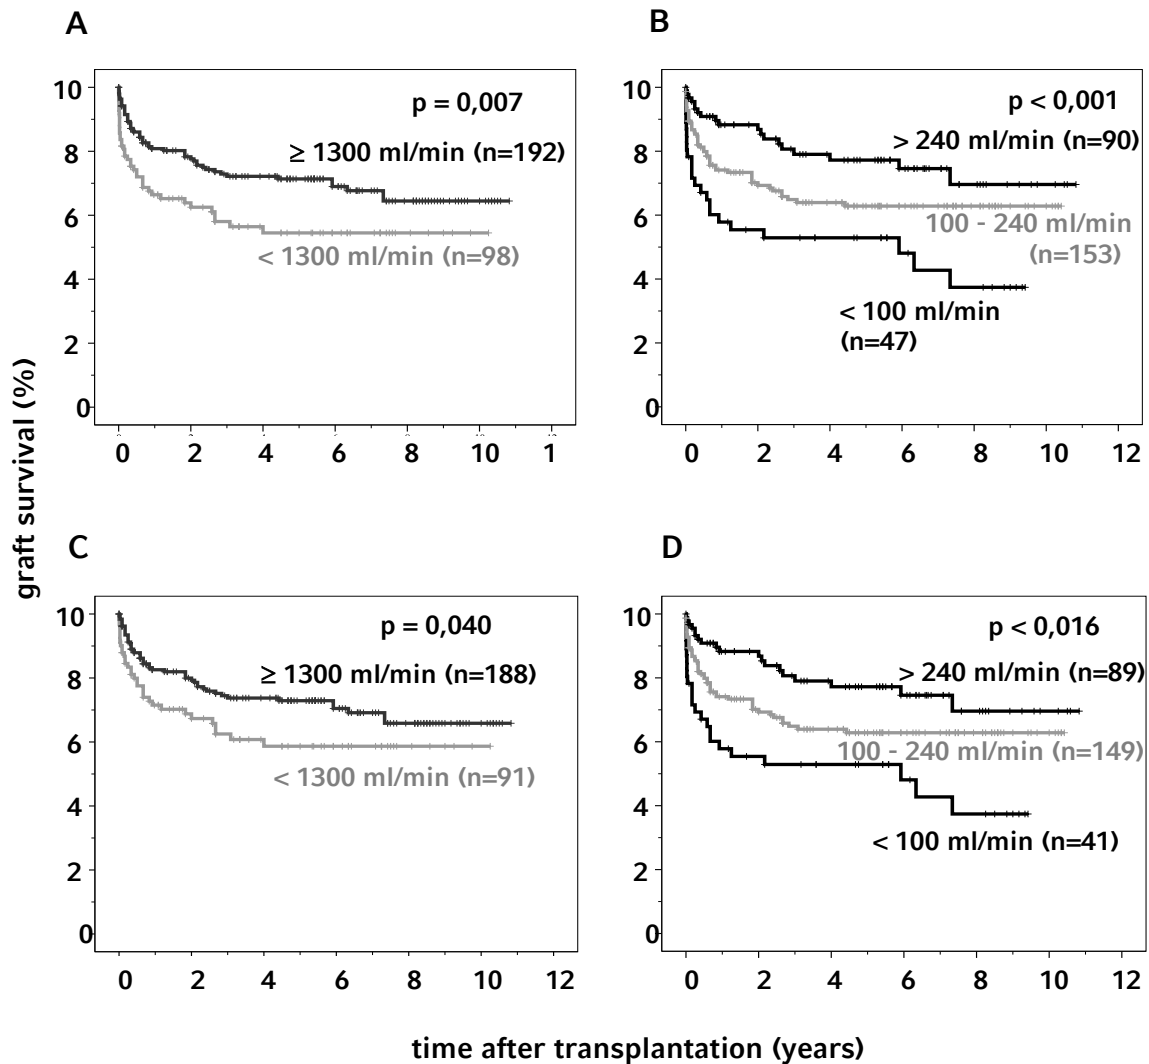 A
p = 0,007
≥ 1300 ml/min (n=192)
< 1300 ml/min (n=98)
10
8
6
4
2
0
0 2 4 6 8 10 1
B
p < 0,001
> 240 ml/min (n=90)
100 - 240 ml/min
(n=153)
< 100 ml/min
(n=47)
10
8
6
4
2
0
0 2 4 6 8 10 12
graft survival (%)
C
p = 0,040
≥ 1300 ml/min (n=188)
< 1300 ml/min (n=91)
10
8
6
4
2
0
0 2 4 6 8 10 12
D
p < 0,016
> 240 ml/min (n=89)
100 - 240 ml/min (n=149)
< 100 ml/min (n=41)
10
8
6
4
2
0
0 2 4 6 8 10 12
time after transplantation (years)